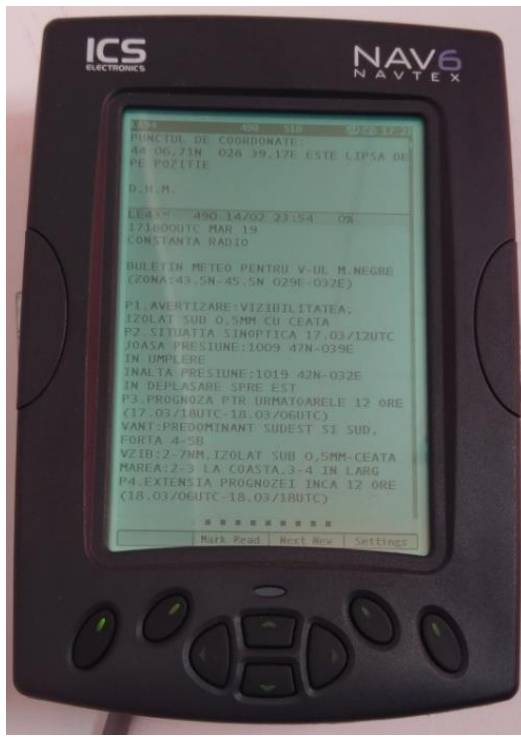 ICS
ELECTRONICS
NAV6
NAVTEX
490 518
PUNCTUL DE COORDONATE:
44-06,71N 028 39,17E ESTE LIPSA DE
PE POZITIE
D.H.M.
490 14/02 23:54 0%
171800UTC MAR 19
CONSTANTA RADIO
BULETIN METEO PENTRU V-UL M.NEGRE
(ZONA:43.5N-45.5N 029E-032E)
P1.AVERTIZARE:VIZIBILITATEA,
IZOLAT SUB 0,5MM CU CEATA
P2.SITUATIA SINOPTICA 17.03/12UTC
JOASA PRESIUNE:1009 47N-039E
IN UMPLERE
INALTA PRESIUNE:1019 42N-032E
IN DEPLASARE SPRE EST
P3.PROGNOZA PTR URMATOARELE 12 ORE
(17.03/18UTC-18.03/06UTC)
VANT:PREDOMINANT SUDEST SI SUD,
FORTA 4-5B
VZIB:2-7NM,IZOLAT SUB 0,5MM-CEATA
MAREA:2-3 LA COASTA,3-4 IN LARG
P4.EXTENSIA PROGNOZEI INCA 12 ORE
(18.03/06UTC-18.03/18UTC)
Mark Read Next New Settings